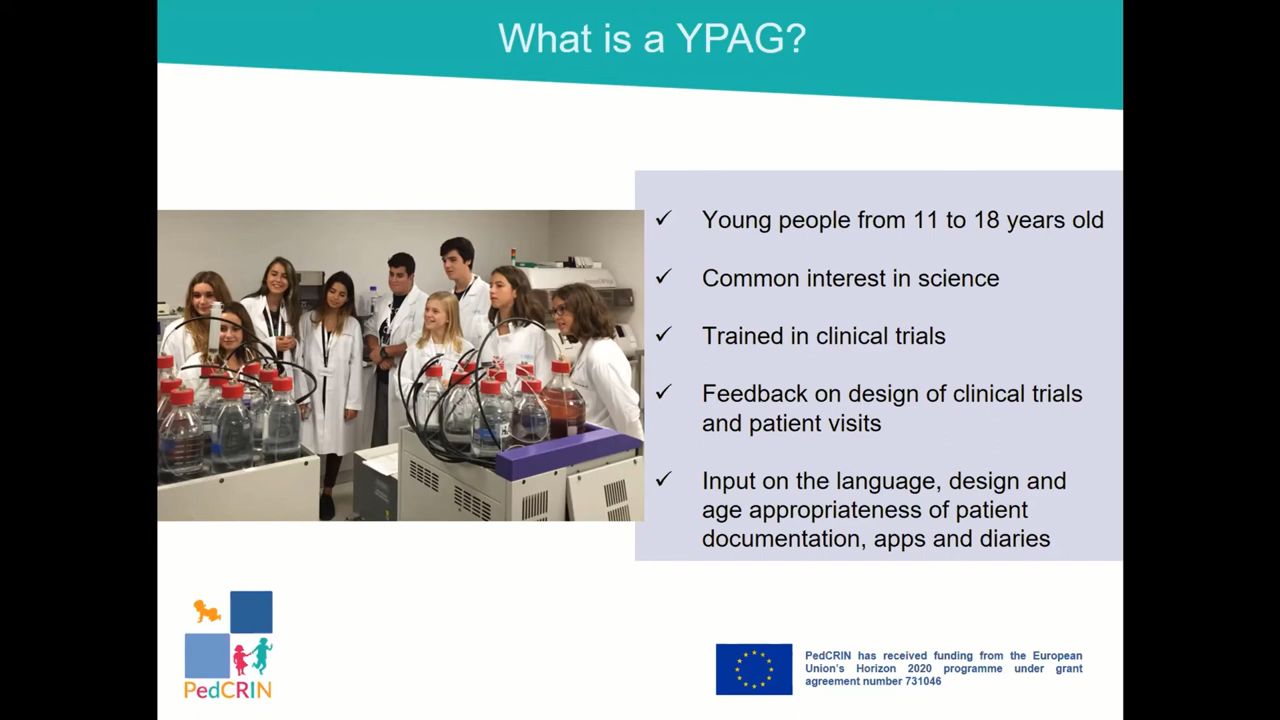 What is a YPAG?
✓ Young people from 11 to 18 years old
✓ Common interest in science
✓ Trained in clinical trials
✓ Feedback on design of clinical trials
and patient visits
✓ Input on the language, design and
age appropriateness of patient
documentation, apps and diaries
PedCRIN
PedCRIN has received funding from the European
Union's Horizon 2020 programme under grant
agreement number 731046